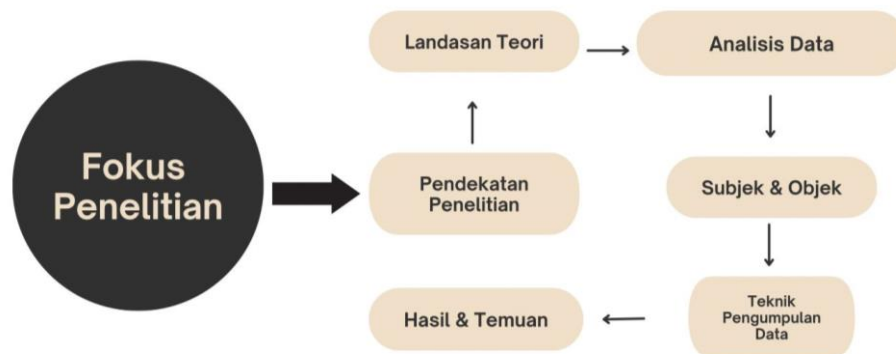 Fokus
Penelitian
Pendekatan
Penelitian
Landasan Teori
Analisis Data
Subjek & Objek
Teknik
Pengumpulan
Data
Hasil & Temuan